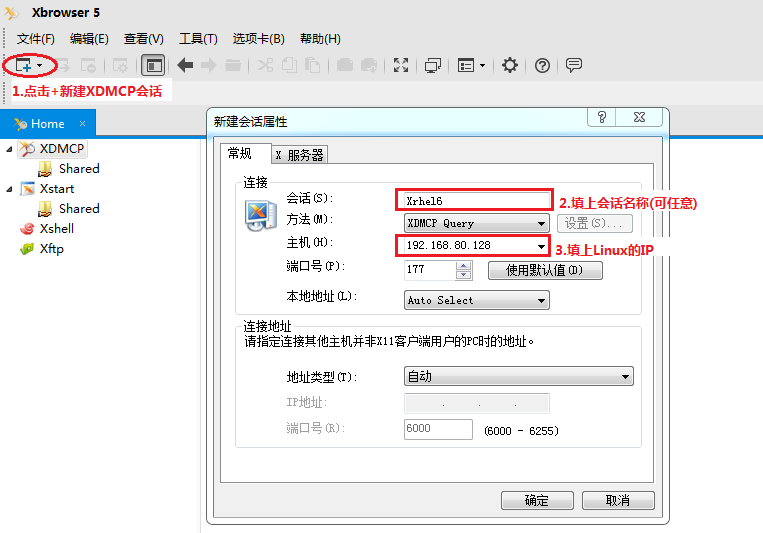 Xbrowser 5
文件(F) 编辑(E) 查看(V) 工具(T) 选项卡(B) 帮助(H)
1.点击+新建XDMCP会话
Home ×
XDMCP
Shared
Xstart
Shared
Xshell
Xftp
新建会话属性
常规 X 服务器
连接
会话(S): Xrhel6 2.填上会话名称(可任意)
方法(M): XDMCP Query 设置(S)...
主机(H): 192.168.80.128 3.填上Linux的IP
端口号(P): 177 使用默认值(D)
本地地址(L): Auto Select
连接地址
请指定连接其他主机并非X11客户端用户的PC时的地址。
地址类型(T): 自动
IP地址: . . .
端口号(R): 6000 (6000 - 6255)
确定 取消